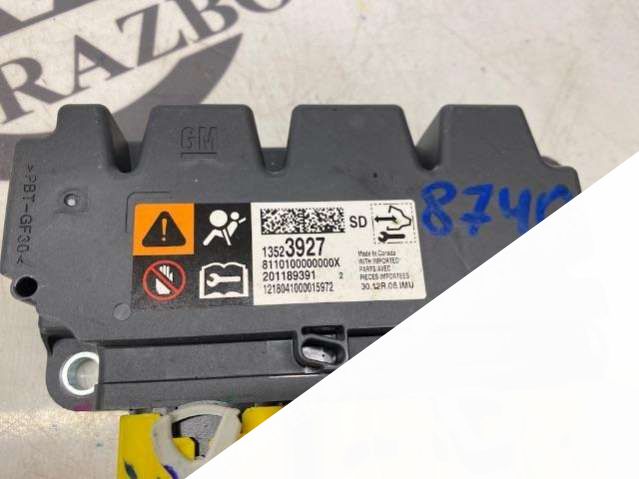 RAZBO
GM
>PBT-GF30<
SD
13523927
8110100000000X
201189391 2
1218041000015972
Made in Canada
WITH IMPORTED
PARTS AVEC
PIECES IMPORTEES
30.12R.06.IMU